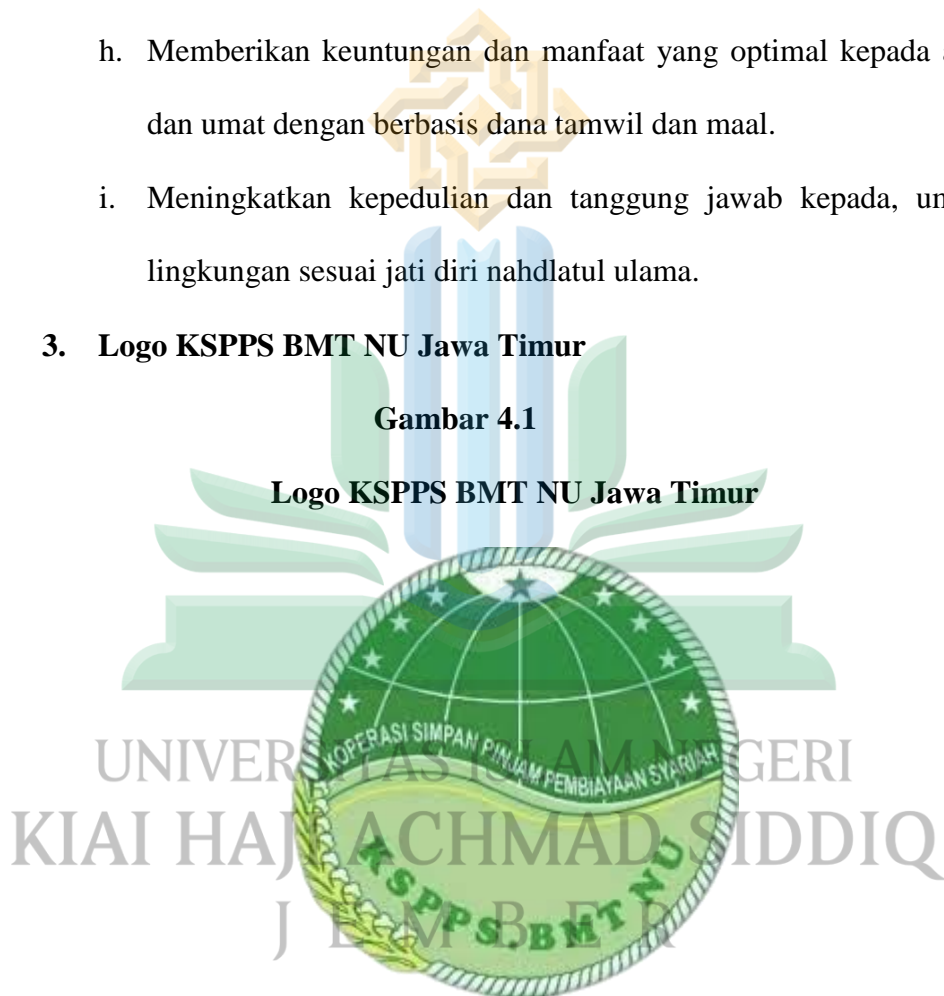 h. Memberikan keuntungan dan manfaat yang optimal kepada
dan umat dengan berbasis dana tamwil dan maal.
i. Meningkatkan kepedulian dan tanggung jawab kepada,
lingkungan sesuai jati diri nahdlatul ulama.
3. Logo KSPPS BMT NU Jawa Timur
Gambar 4.1
Logo KSPPS BMT NU Jawa Timur
KOPERASI SIMPAN PINJAM PEMBIAYAAN SYARIAH
KSPPS.BMT NU
UNIVERSITAS ISLAM NEGERI
KIAI HAJI ACHMAD SIDDIQ
JEMBER